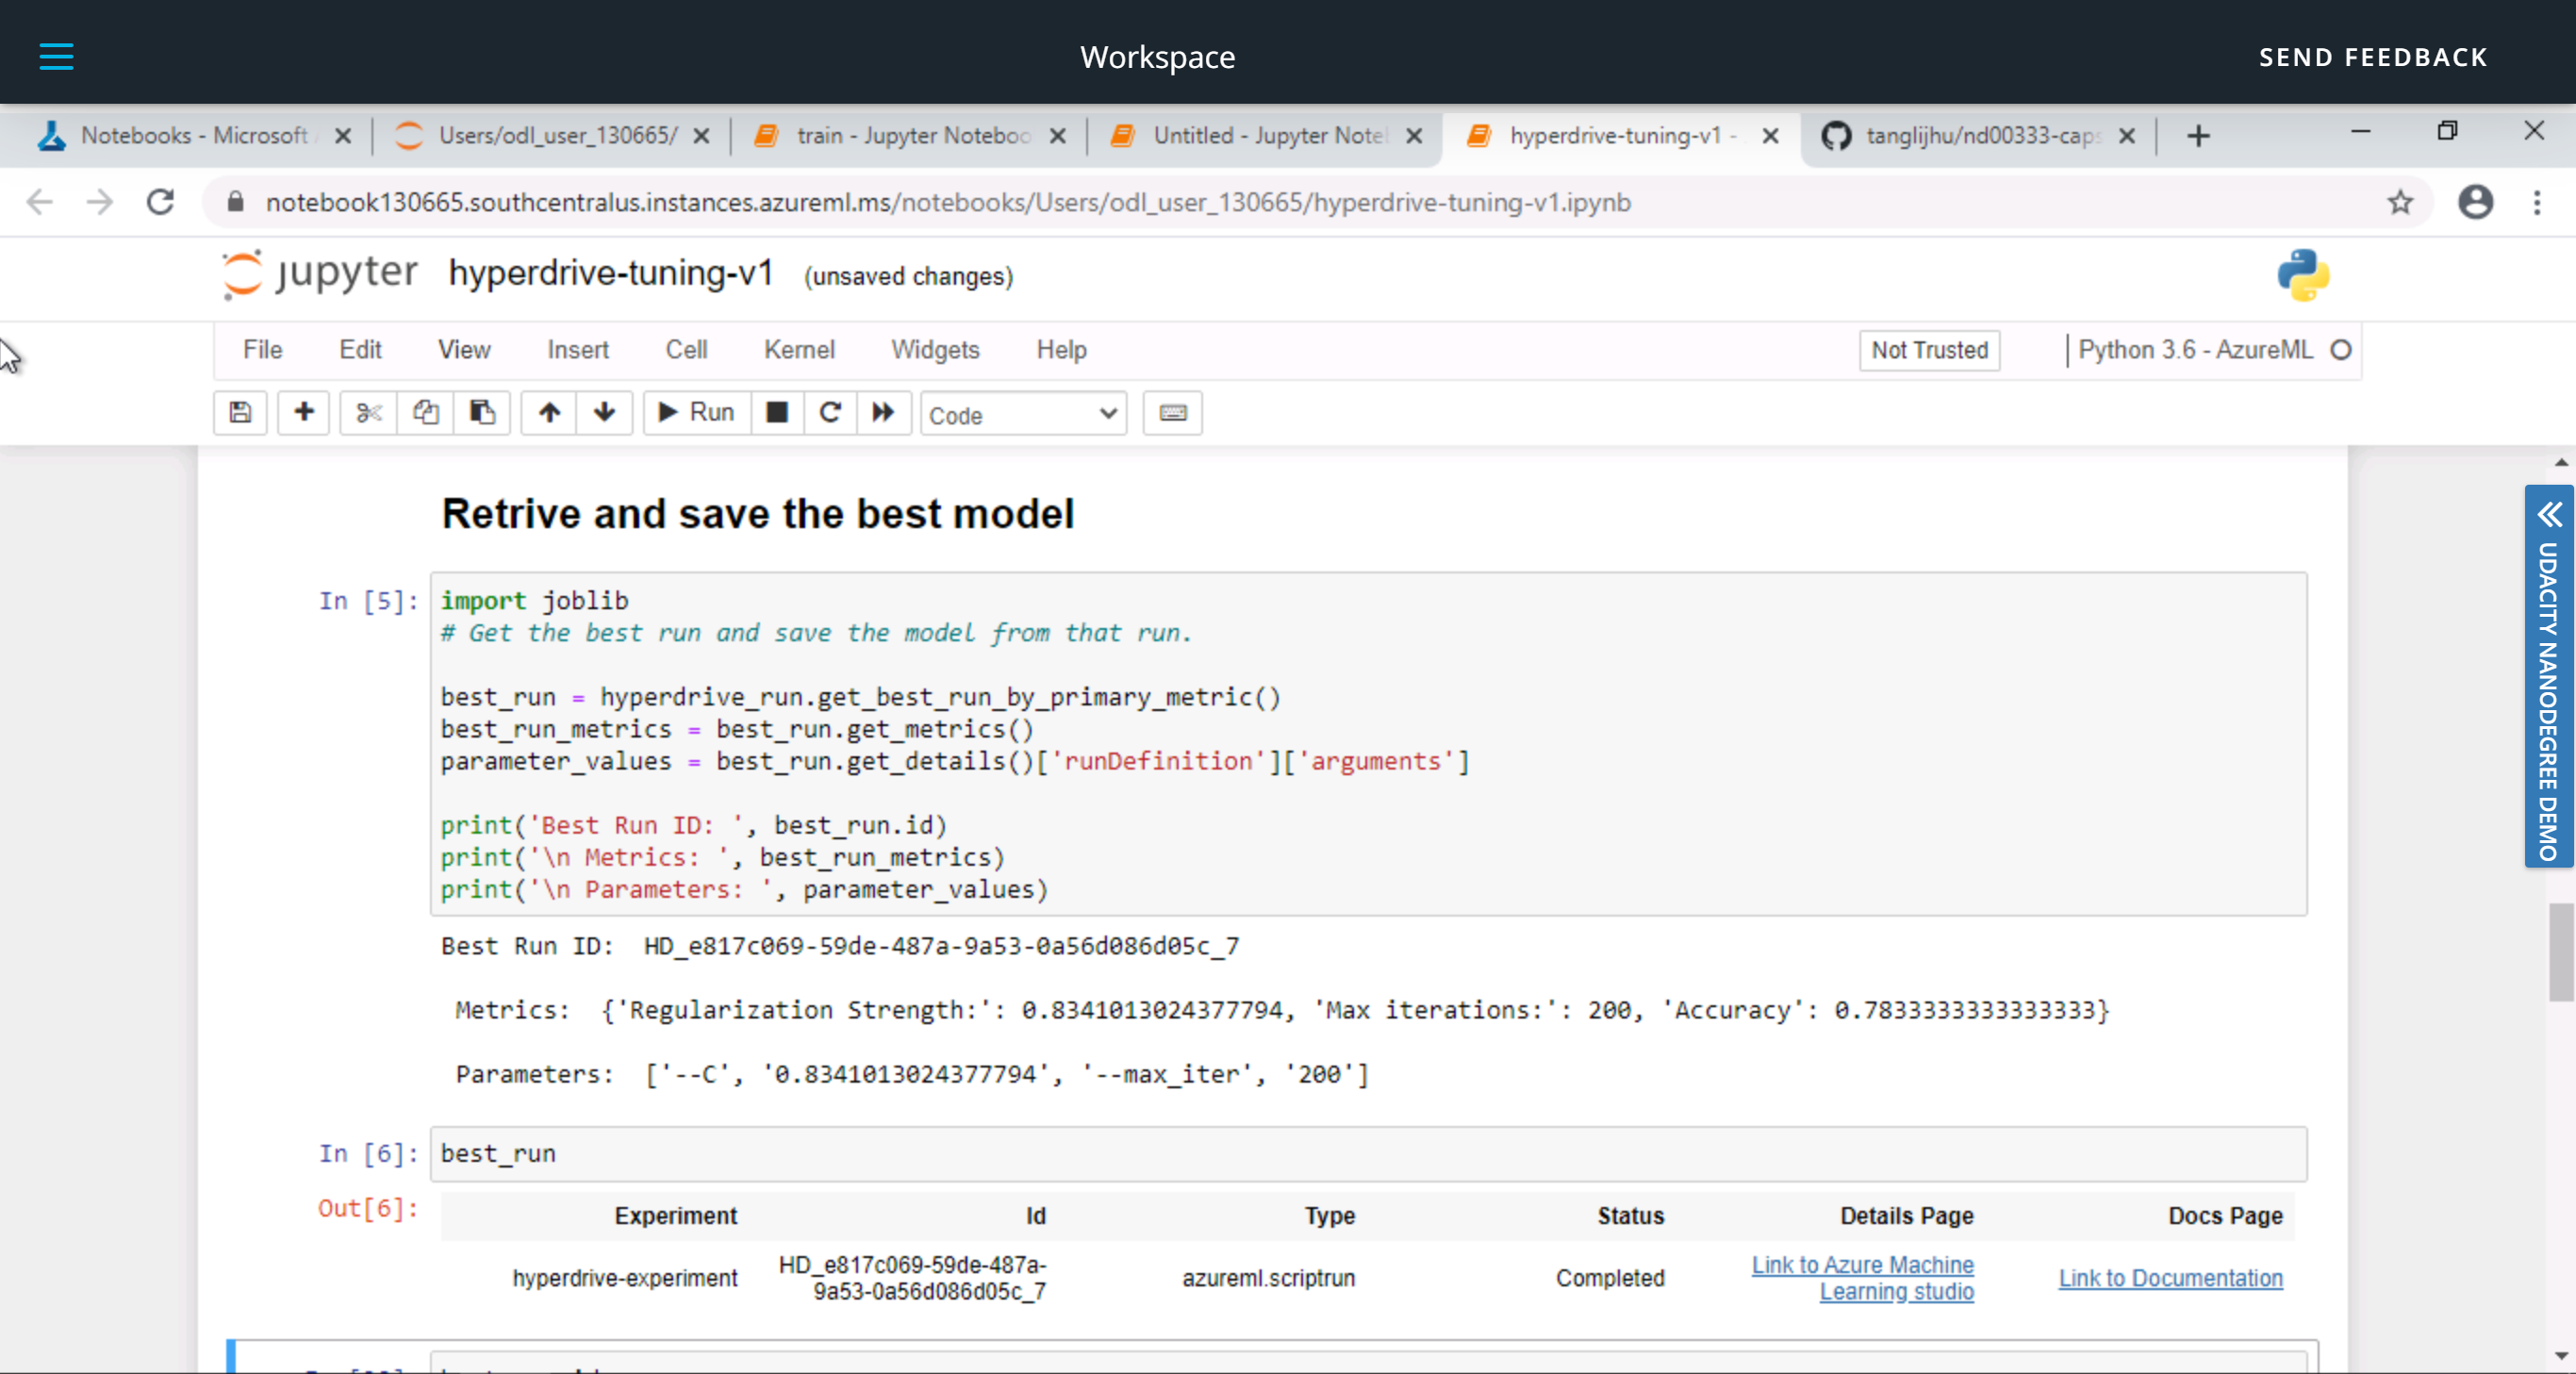 Workspace
SEND FEEDBACK
Notebooks - Microsoft
Users/odl_user_130665/
train - Jupyter Noteboo
Untitled - Jupyter Note
hyperdrive-tuning-v1 -
tanglijhu/nd00333-caps
notebook130665.southcentralus.instances.azureml.ms/notebooks/Users/odl_user_130665/hyperdrive-tuning-v1.ipynb
jupyter hyperdrive-tuning-v1 (unsaved changes)
File Edit View Insert Cell Kernel Widgets Help Not Trusted Python 3.6 - AzureML
Run Code
UDACITY NANODEGREE DEMO
Retrive and save the best model
In [5]: import joblib
# Get the best run and save the model from that run.
best_run = hyperdrive_run.get_best_run_by_primary_metric()
best_run_metrics = best_run.get_metrics()
parameter_values = best_run.get_details()['runDefinition']['arguments']
print('Best Run ID: ', best_run.id)
print('\n Metrics: ', best_run_metrics)
print('\n Parameters: ', parameter_values)
Best Run ID: HD_e817c069-59de-487a-9a53-0a56d086d05c_7
Metrics: {'Regularization Strength:': 0.8341013024377794, 'Max iterations:': 200, 'Accuracy': 0.7833333333333333}
Parameters: ['--C', '0.8341013024377794', '--max_iter', '200']
In [6]: best_run
Out[6]:
Experiment Id Type Status Details Page Docs Page
hyperdrive-experiment HD_e817c069-59de-487a-9a53-0a56d086d05c_7 azureml.scriptrun Completed Link to Azure Machine Learning studio Link to Documentation